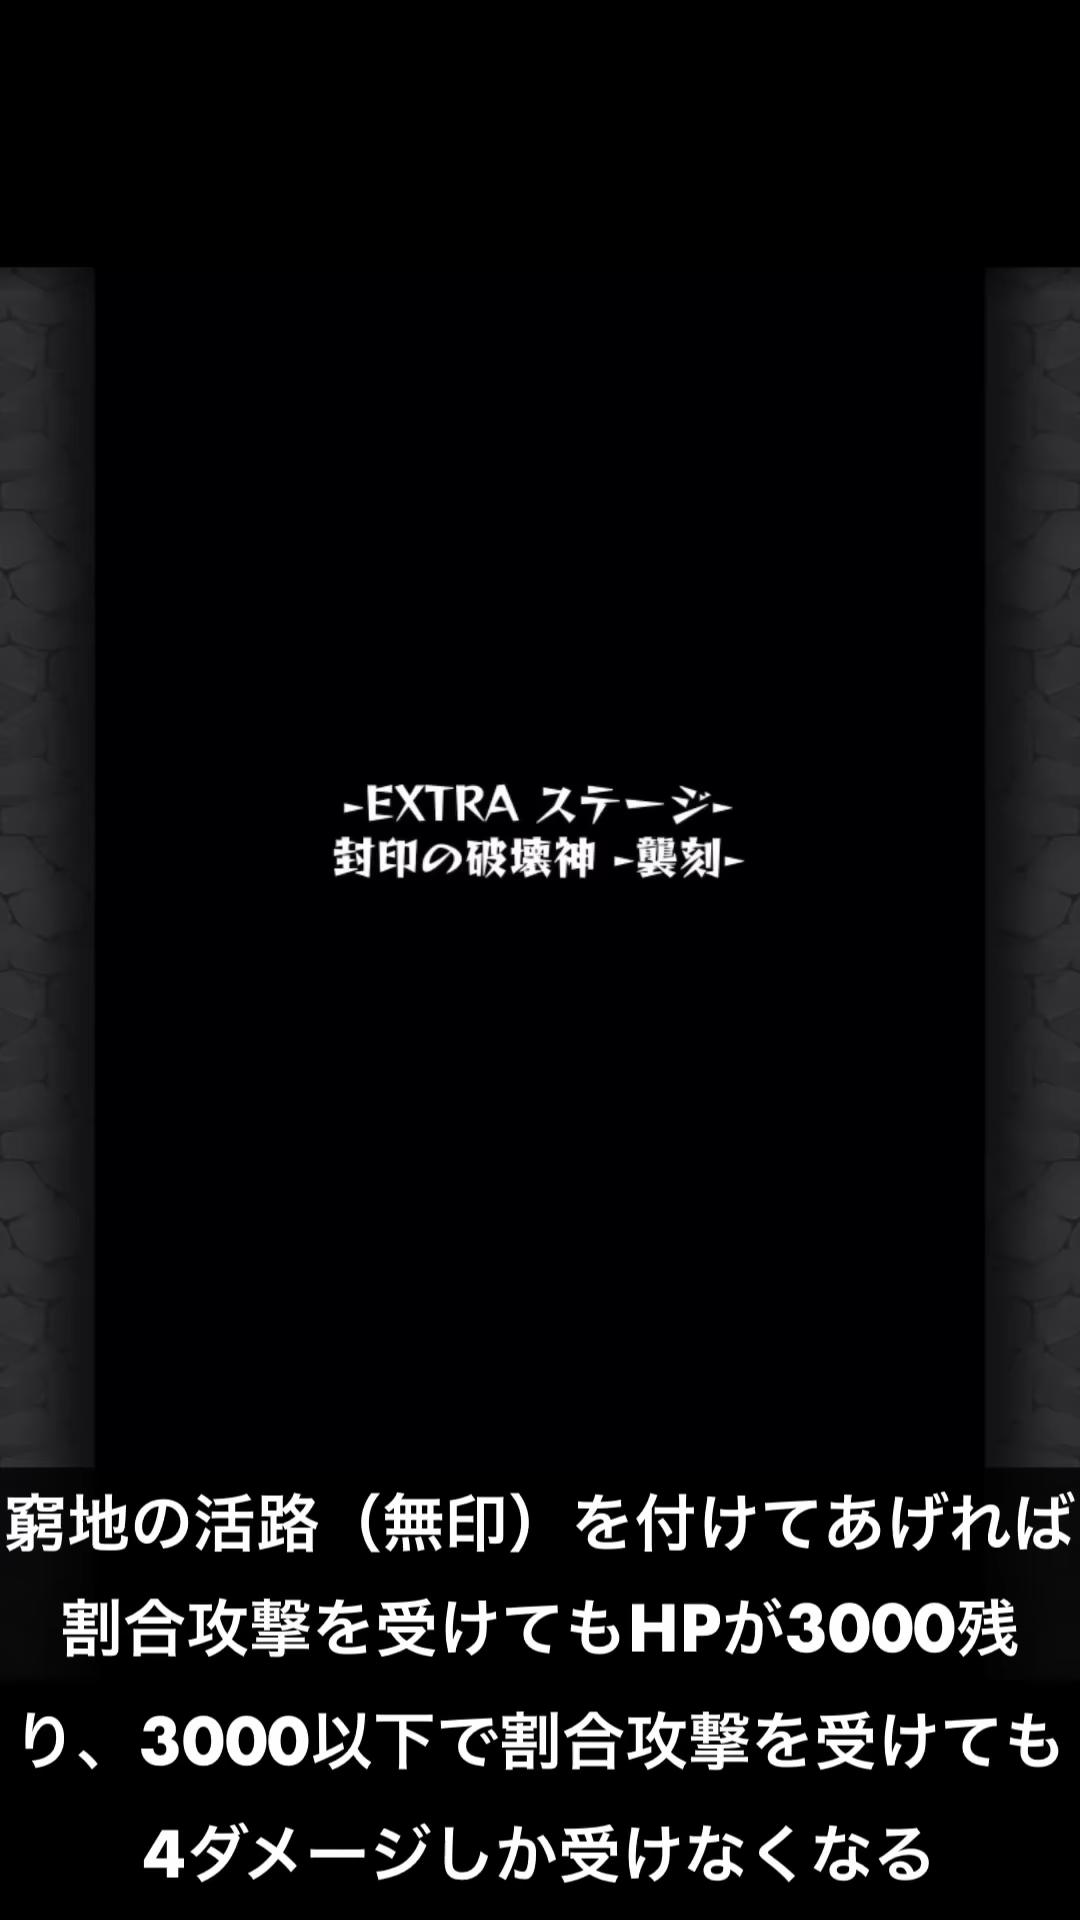 -EXTRA ステージ-
封印の破壊神 -襲刻-
窮地の活路（無印）を付けてあげれば
割合攻撃を受けてもHPが3000残
り、3000以下で割合攻撃を受けても
4ダメージしか受けなくなる